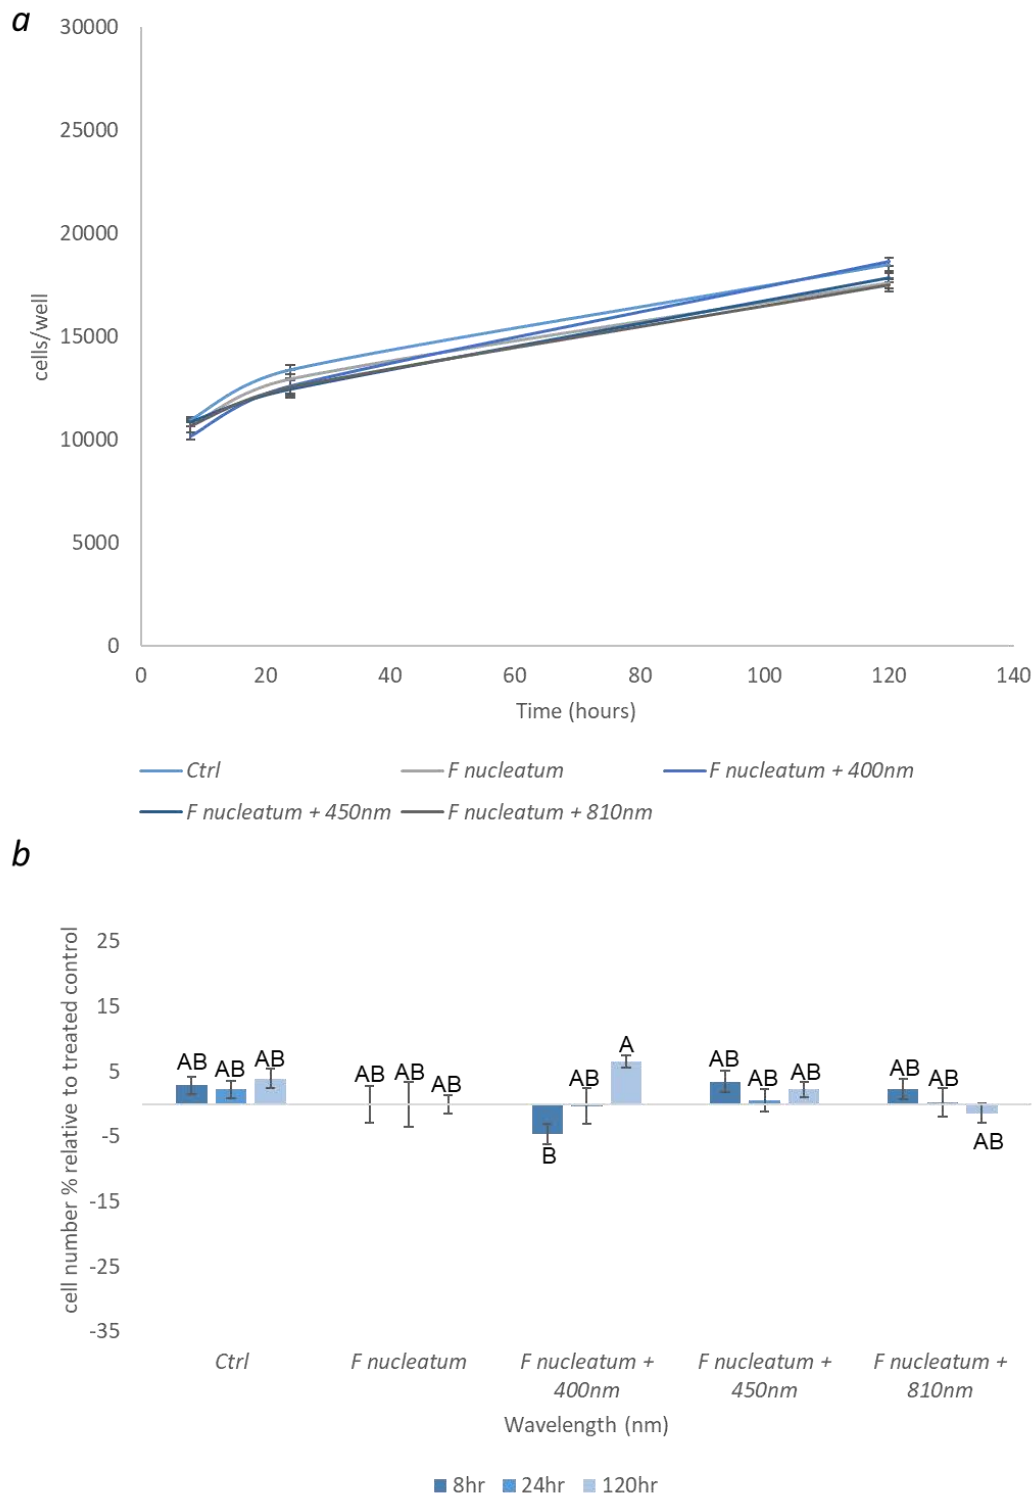 a
30000
25000
20000
15000
10000
5000
0
cells/well
0 20 40 60 80 100 120 140
Time (hours)
Ctrl F nucleatum F nucleatum + 400nm
F nucleatum + 450nm F nucleatum + 810nm
b
cell number % relative to treated control
25
15
5
-5
-15
-25
-35
AB AB AB AB AB AB B AB A AB AB AB AB AB AB
Ctrl F nucleatum F nucleatum + F nucleatum + F nucleatum +
400nm 450nm 810nm
Wavelength (nm)
8hr 24hr 120hr